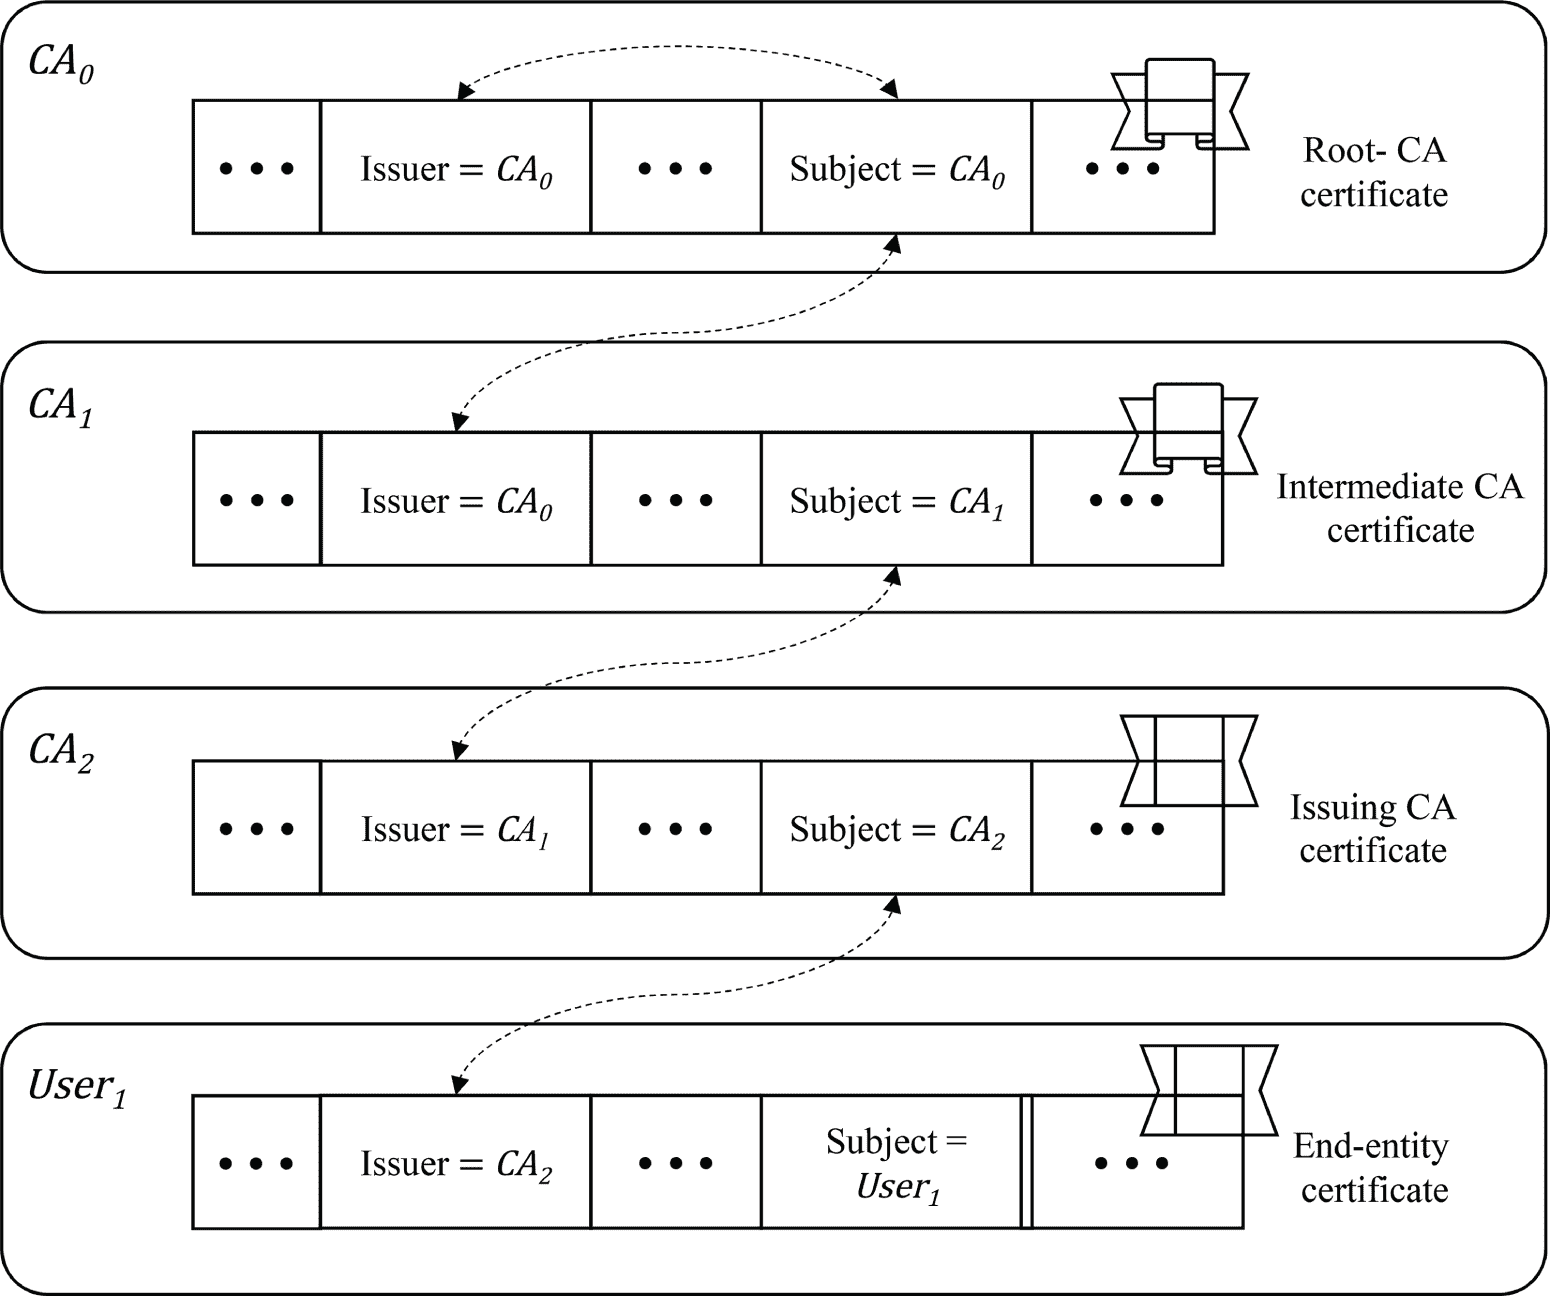 CA₀
Issuer = CA₀
Subject = CA₀
Root- CA
certificate
CA₁
Issuer = CA₀
Subject = CA₁
Intermediate CA
certificate
CA₂
Issuer = CA₁
Subject = CA₂
Issuing CA
certificate
User₁
Issuer = CA₂
Subject =
User₁
End-entity
certificate